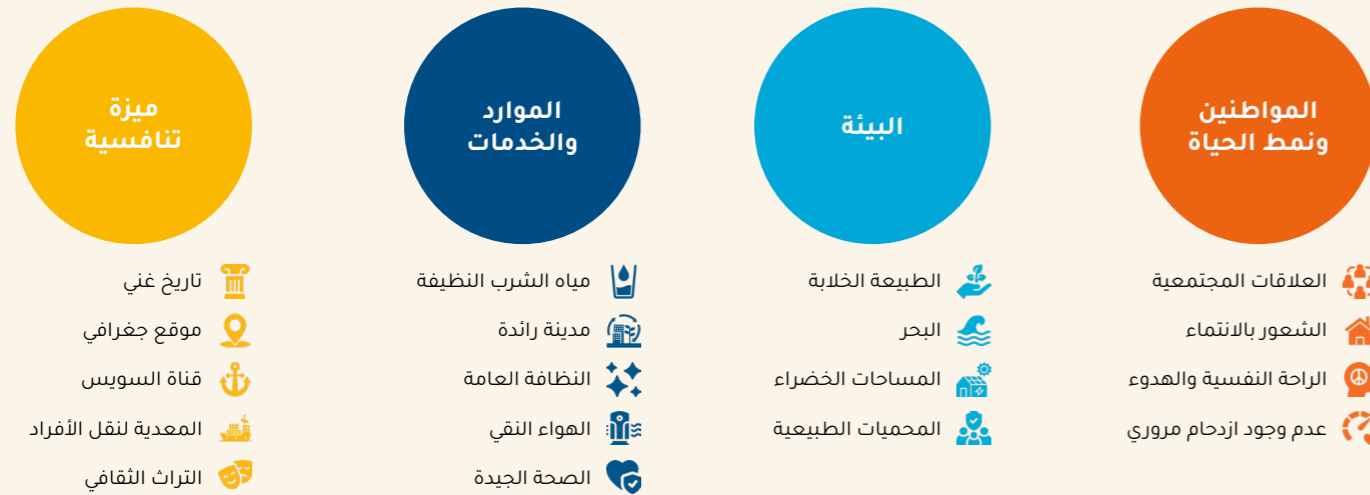 المواطنين
ونمط الحياة
العلاقات المجتمعية
الشعور بالانتماء
الراحة النفسية والهدوء
عدم وجود ازدحام مروري
البيئة
الطبيعة الخلابة
البحر
المساحات الخضراء
المحميات الطبيعية
الموارد
والخدمات
مياه الشرب النظيفة
مدينة رائدة
النظافة العامة
الهواء النقي
الصحة الجيدة
ميزة
تنافسية
تاريخ غني
موقع جغرافي
قناة السويس
المعدية لنقل الأفراد
التراث الثقافي